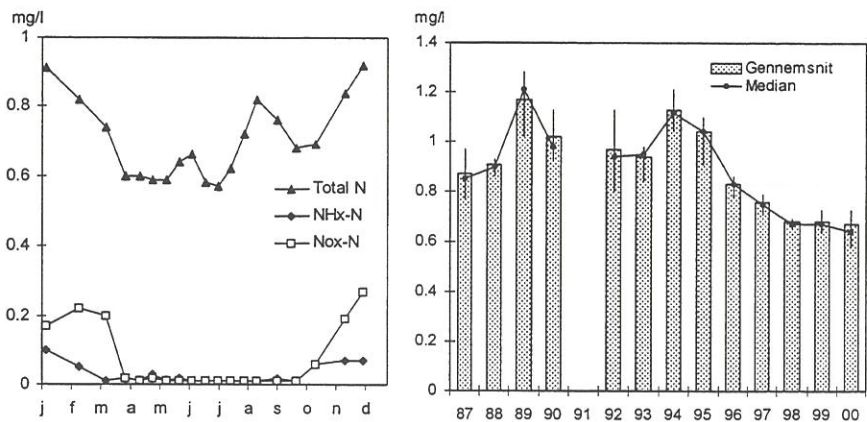 mg/l
1
0.8
0.6
0.4
0.2
0
Total N
NHx-N
Nox-N
j f m a m j j a s o n d
mg/l
1.4
1.2
1
0.8
0.6
0.4
0.2
0
Gennemsnit
Median
87 88 89 90 91 92 93 94 95 96 97 98 99 00